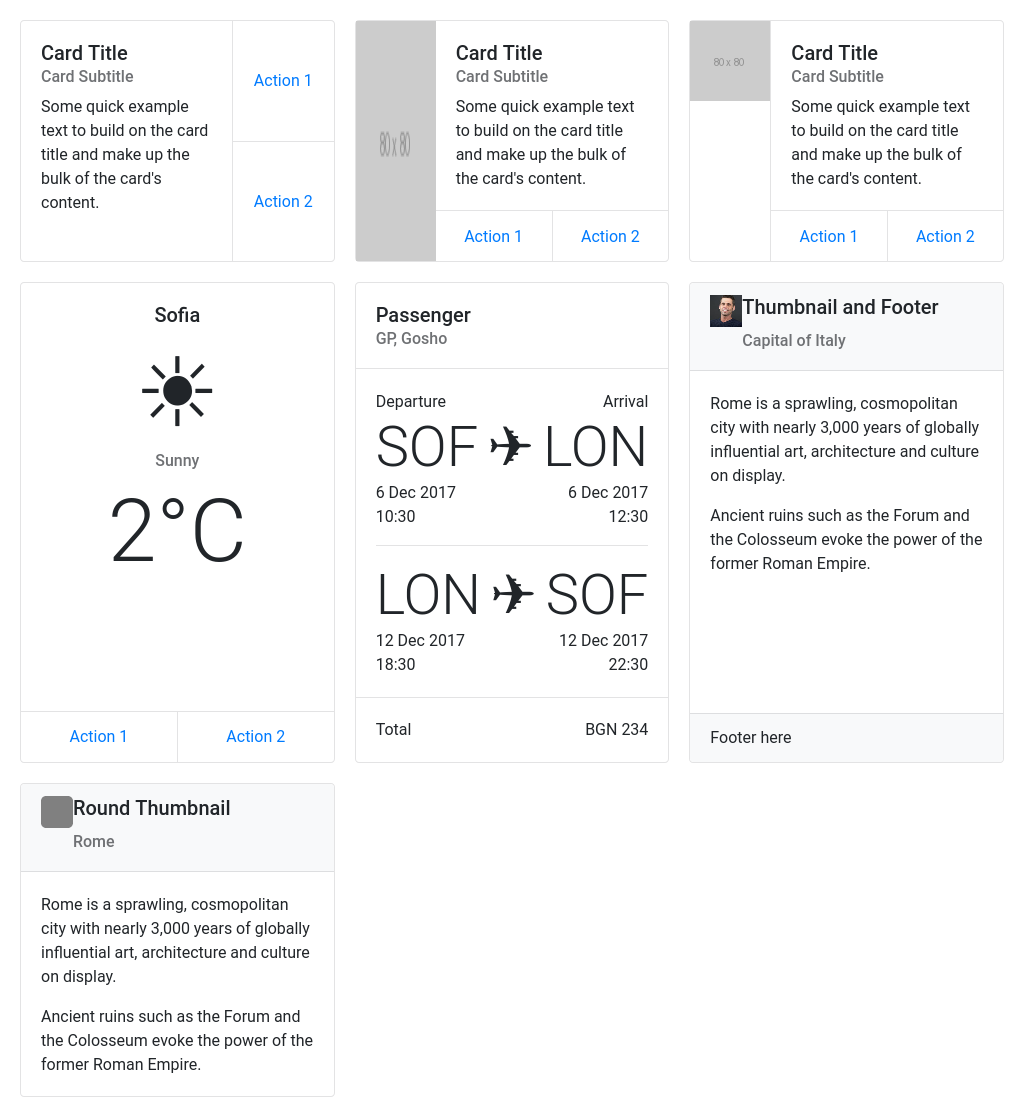 Card Title
Card Subtitle
Some quick example
text to build on the card
title and make up the
bulk of the card's
content.
Action 1
Action 2
80 x 80
Card Title
Card Subtitle
Some quick example text
to build on the card title
and make up the bulk of
the card's content.
Action 1
Action 2
80 x 80
Card Title
Card Subtitle
Some quick example text
to build on the card title
and make up the bulk of
the card's content.
Action 1
Action 2
Sofia
☀
Sunny
2°C
Action 1
Action 2
Passenger
GP, Gosho
Departure Arrival
SOF ✈ LON
6 Dec 2017 6 Dec 2017
10:30 12:30
LON ✈ SOF
12 Dec 2017 12 Dec 2017
18:30 22:30
Total BGN 234
Thumbnail and Footer
Capital of Italy
Rome is a sprawling, cosmopolitan
city with nearly 3,000 years of globally
influential art, architecture and culture
on display.
Ancient ruins such as the Forum and
the Colosseum evoke the power of the
former Roman Empire.
Footer here
Round Thumbnail
Rome
Rome is a sprawling, cosmopolitan
city with nearly 3,000 years of globally
influential art, architecture and culture
on display.
Ancient ruins such as the Forum and
the Colosseum evoke the power of the
former Roman Empire.